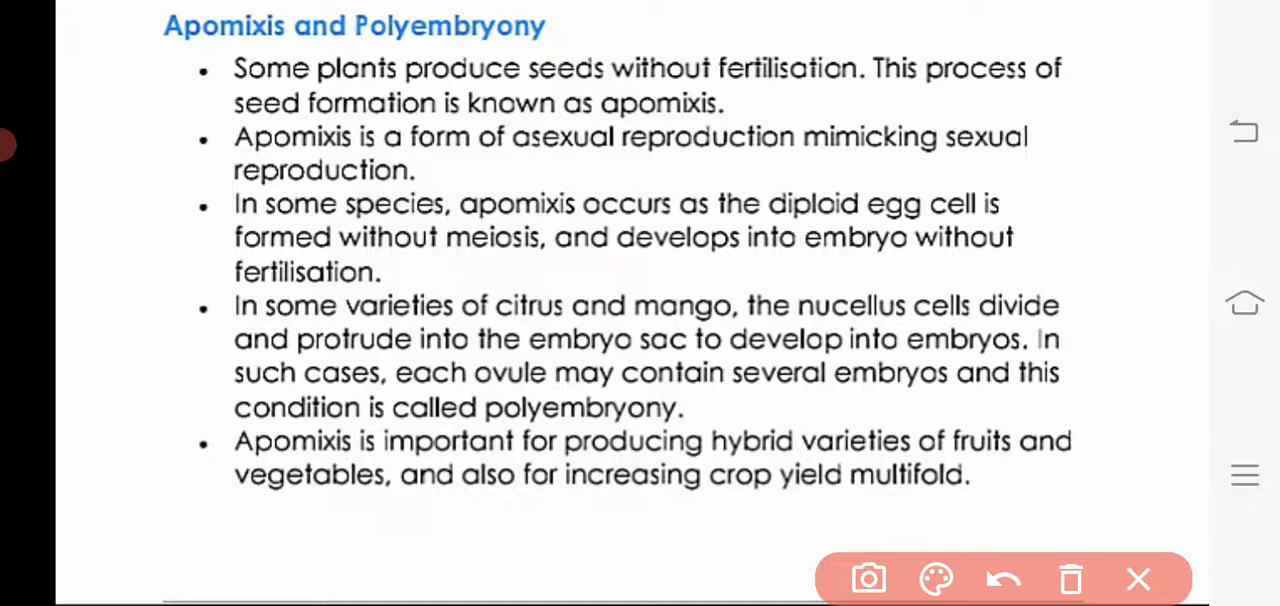 Apomixis and Polyembryony
• Some plants produce seeds without fertilisation. This process of
seed formation is known as apomixis.
• Apomixis is a form of asexual reproduction mimicking sexual
reproduction.
• In some species, apomixis occurs as the diploid egg cell is
formed without meiosis, and develops into embryo without
fertilisation.
• In some varieties of citrus and mango, the nucellus cells divide
and protrude into the embryo sac to develop into embryos. In
such cases, each ovule may contain several embryos and this
condition is called polyembryony.
• Apomixis is important for producing hybrid varieties of fruits and
vegetables, and also for increasing crop yield multifold.